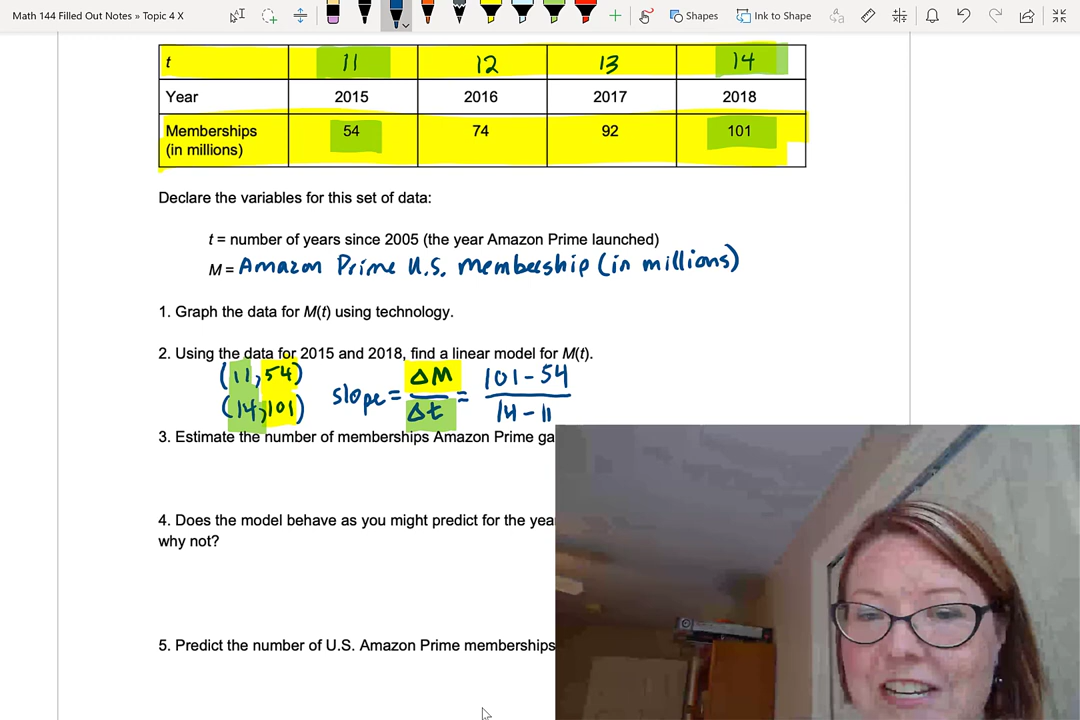 Math 144 Filled Out Notes » Topic 4 X
Shapes
Ink to Shape
t 11 12 13 14
Year 2015 2016 2017 2018
Memberships 54 74 92 101
(in millions)
Declare the variables for this set of data:
t = number of years since 2005 (the year Amazon Prime launched)
M = Amazon Prime U.S. Membership (in millions)
1. Graph the data for M(t) using technology.
2. Using the data for 2015 and 2018, find a linear model for M(t).
(11, 54)
(14, 101)
slope = ΔM/Δt = 101-54/14-11
3. Estimate the number of memberships Amazon Prime ga
4. Does the model behave as you might predict for the yea
why not?
5. Predict the number of U.S. Amazon Prime memberships